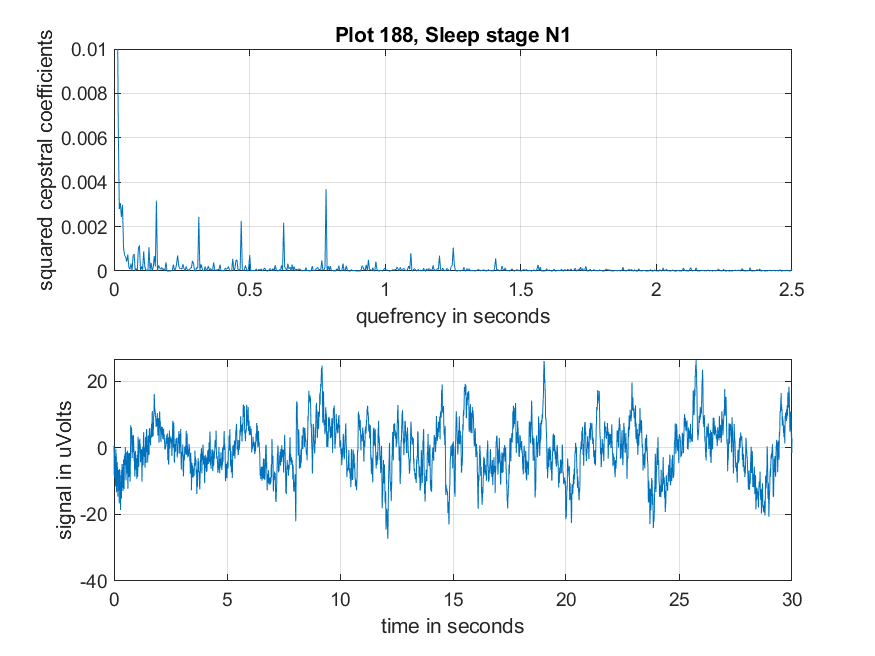 Plot 188, Sleep stage N1
squared cepstral coefficients
0.01
0.008
0.006
0.004
0.002
0
0 0.5 1 1.5 2 2.5
quefrency in seconds
signal in uVolts
20
0
-20
-40
0 5 10 15 20 25 30
time in seconds